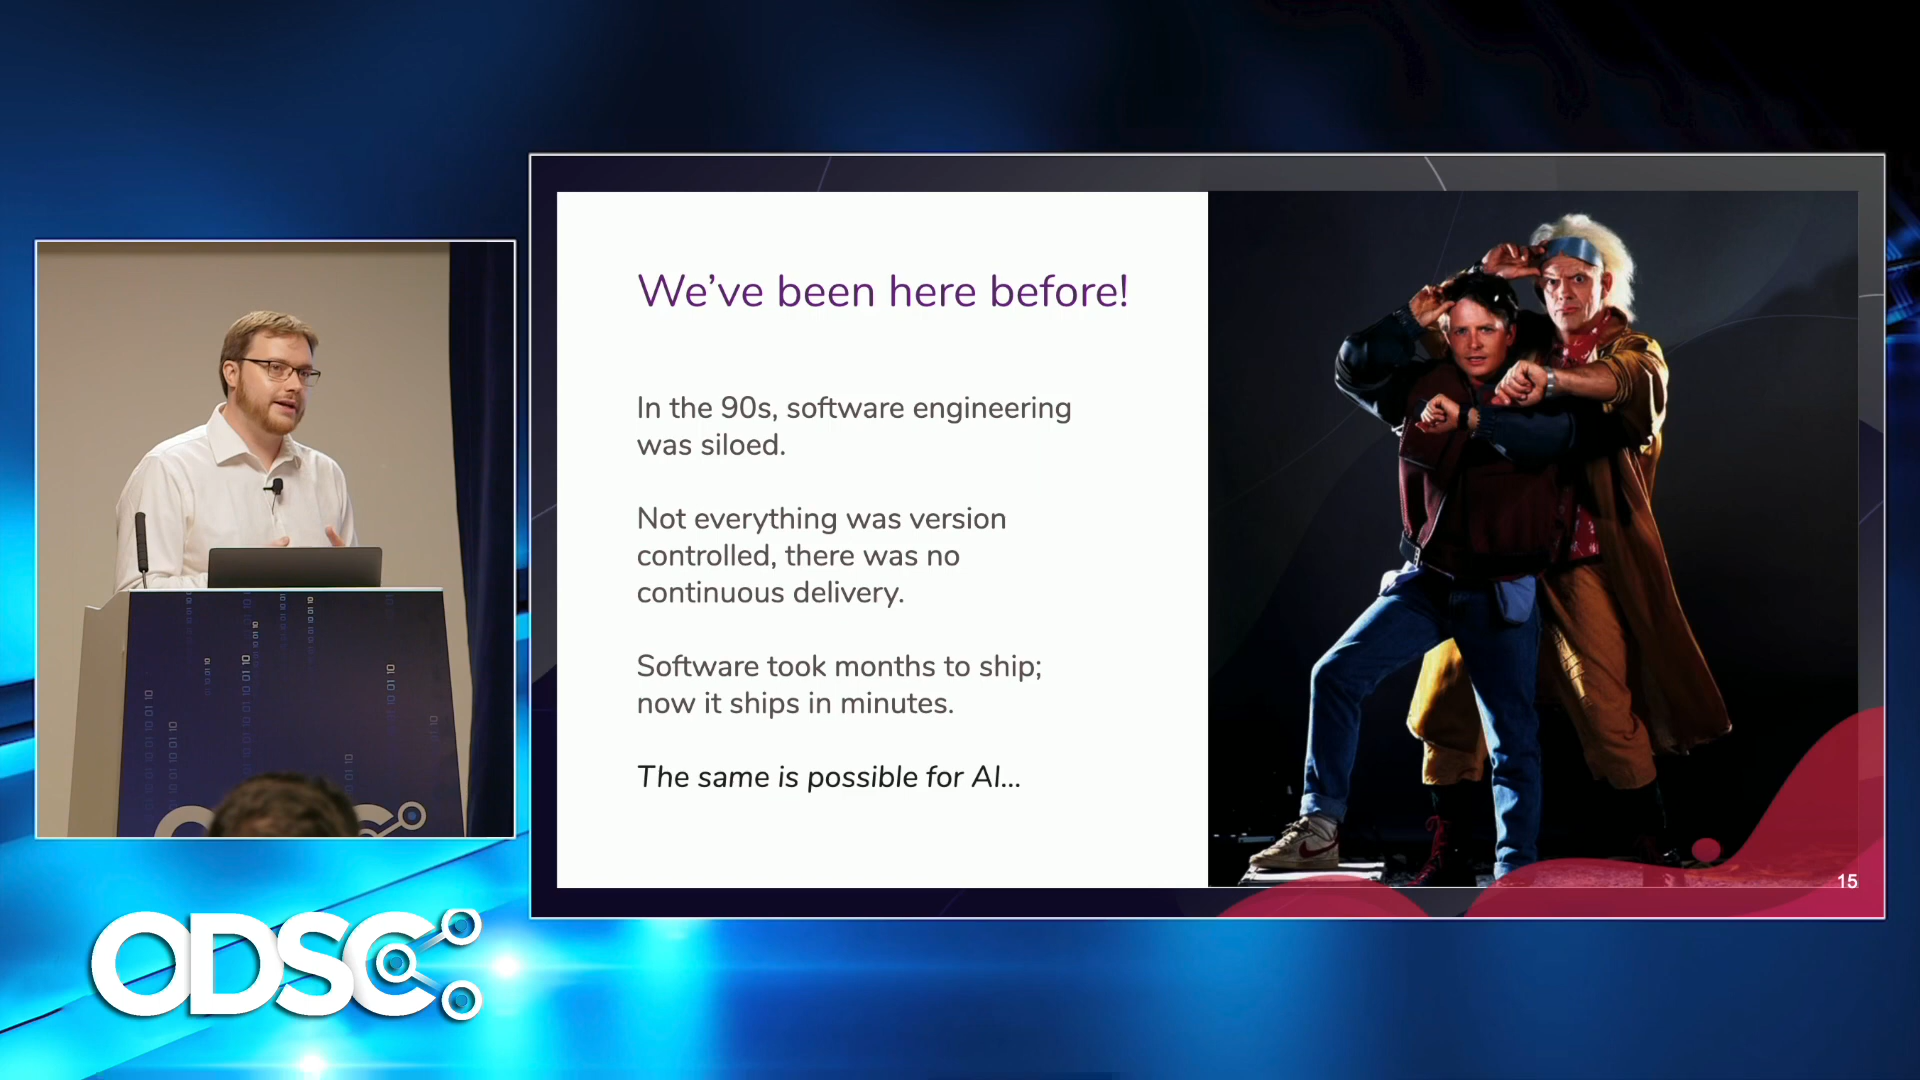 We've been here before!
In the 90s, software engineering
was siloed.
Not everything was version
controlled, there was no
continuous delivery.
Software took months to ship;
now it ships in minutes.
The same is possible for AI...
15
ODSC